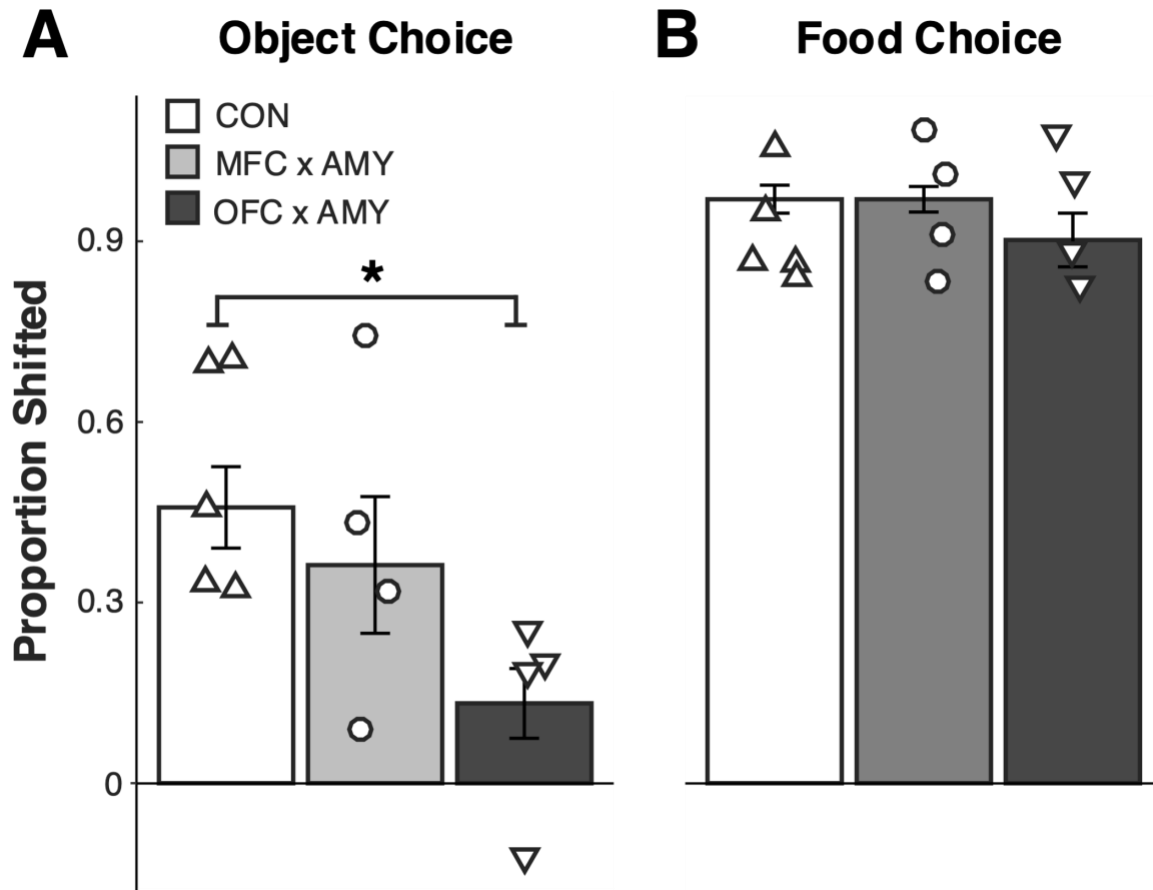 A Object Choice
B Food Choice
CON
MFC x AMY
OFC x AMY
*
Proportion Shifted
0.9
0.6
0.3
0